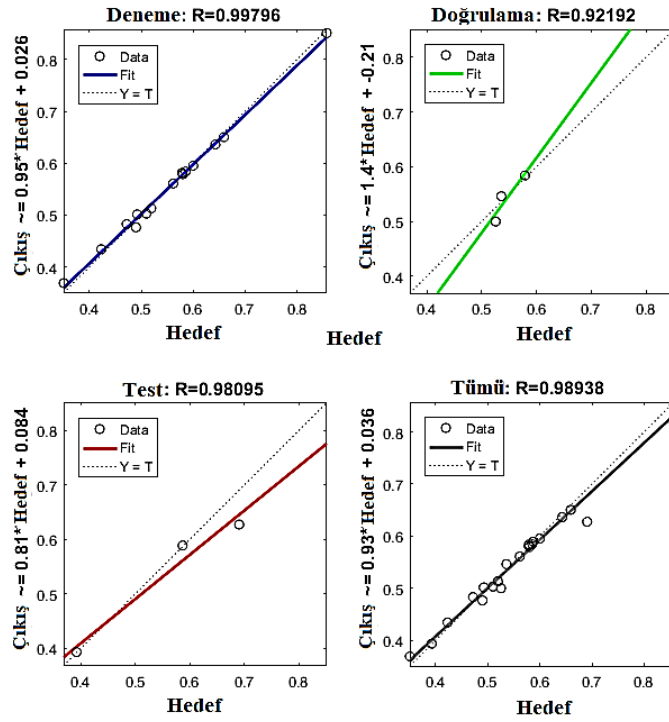 Deneme: R=0.99796
Çıkış ~= 0.95*Hedef + 0.026
Data
Fit
Y = T
0.8
0.7
0.6
0.5
0.4
0.4 0.5 0.6 0.7 0.8
Hedef
Doğrulama: R=0.92192
Çıkış ~= 1.4*Hedef + -0.21
Data
Fit
Y = T
0.8
0.7
0.6
0.5
0.4
0.4 0.5 0.6 0.7 0.8
Hedef
Hedef
Test: R=0.98095
Çıkış ~= 0.81*Hedef + 0.084
Data
Fit
Y = T
0.8
0.7
0.6
0.5
0.4
0.4 0.5 0.6 0.7 0.8
Hedef
Tümü: R=0.98938
Çıkış ~= 0.93*Hedef + 0.036
Data
Fit
Y = T
0.8
0.7
0.6
0.5
0.4
0.4 0.5 0.6 0.7 0.8
Hedef